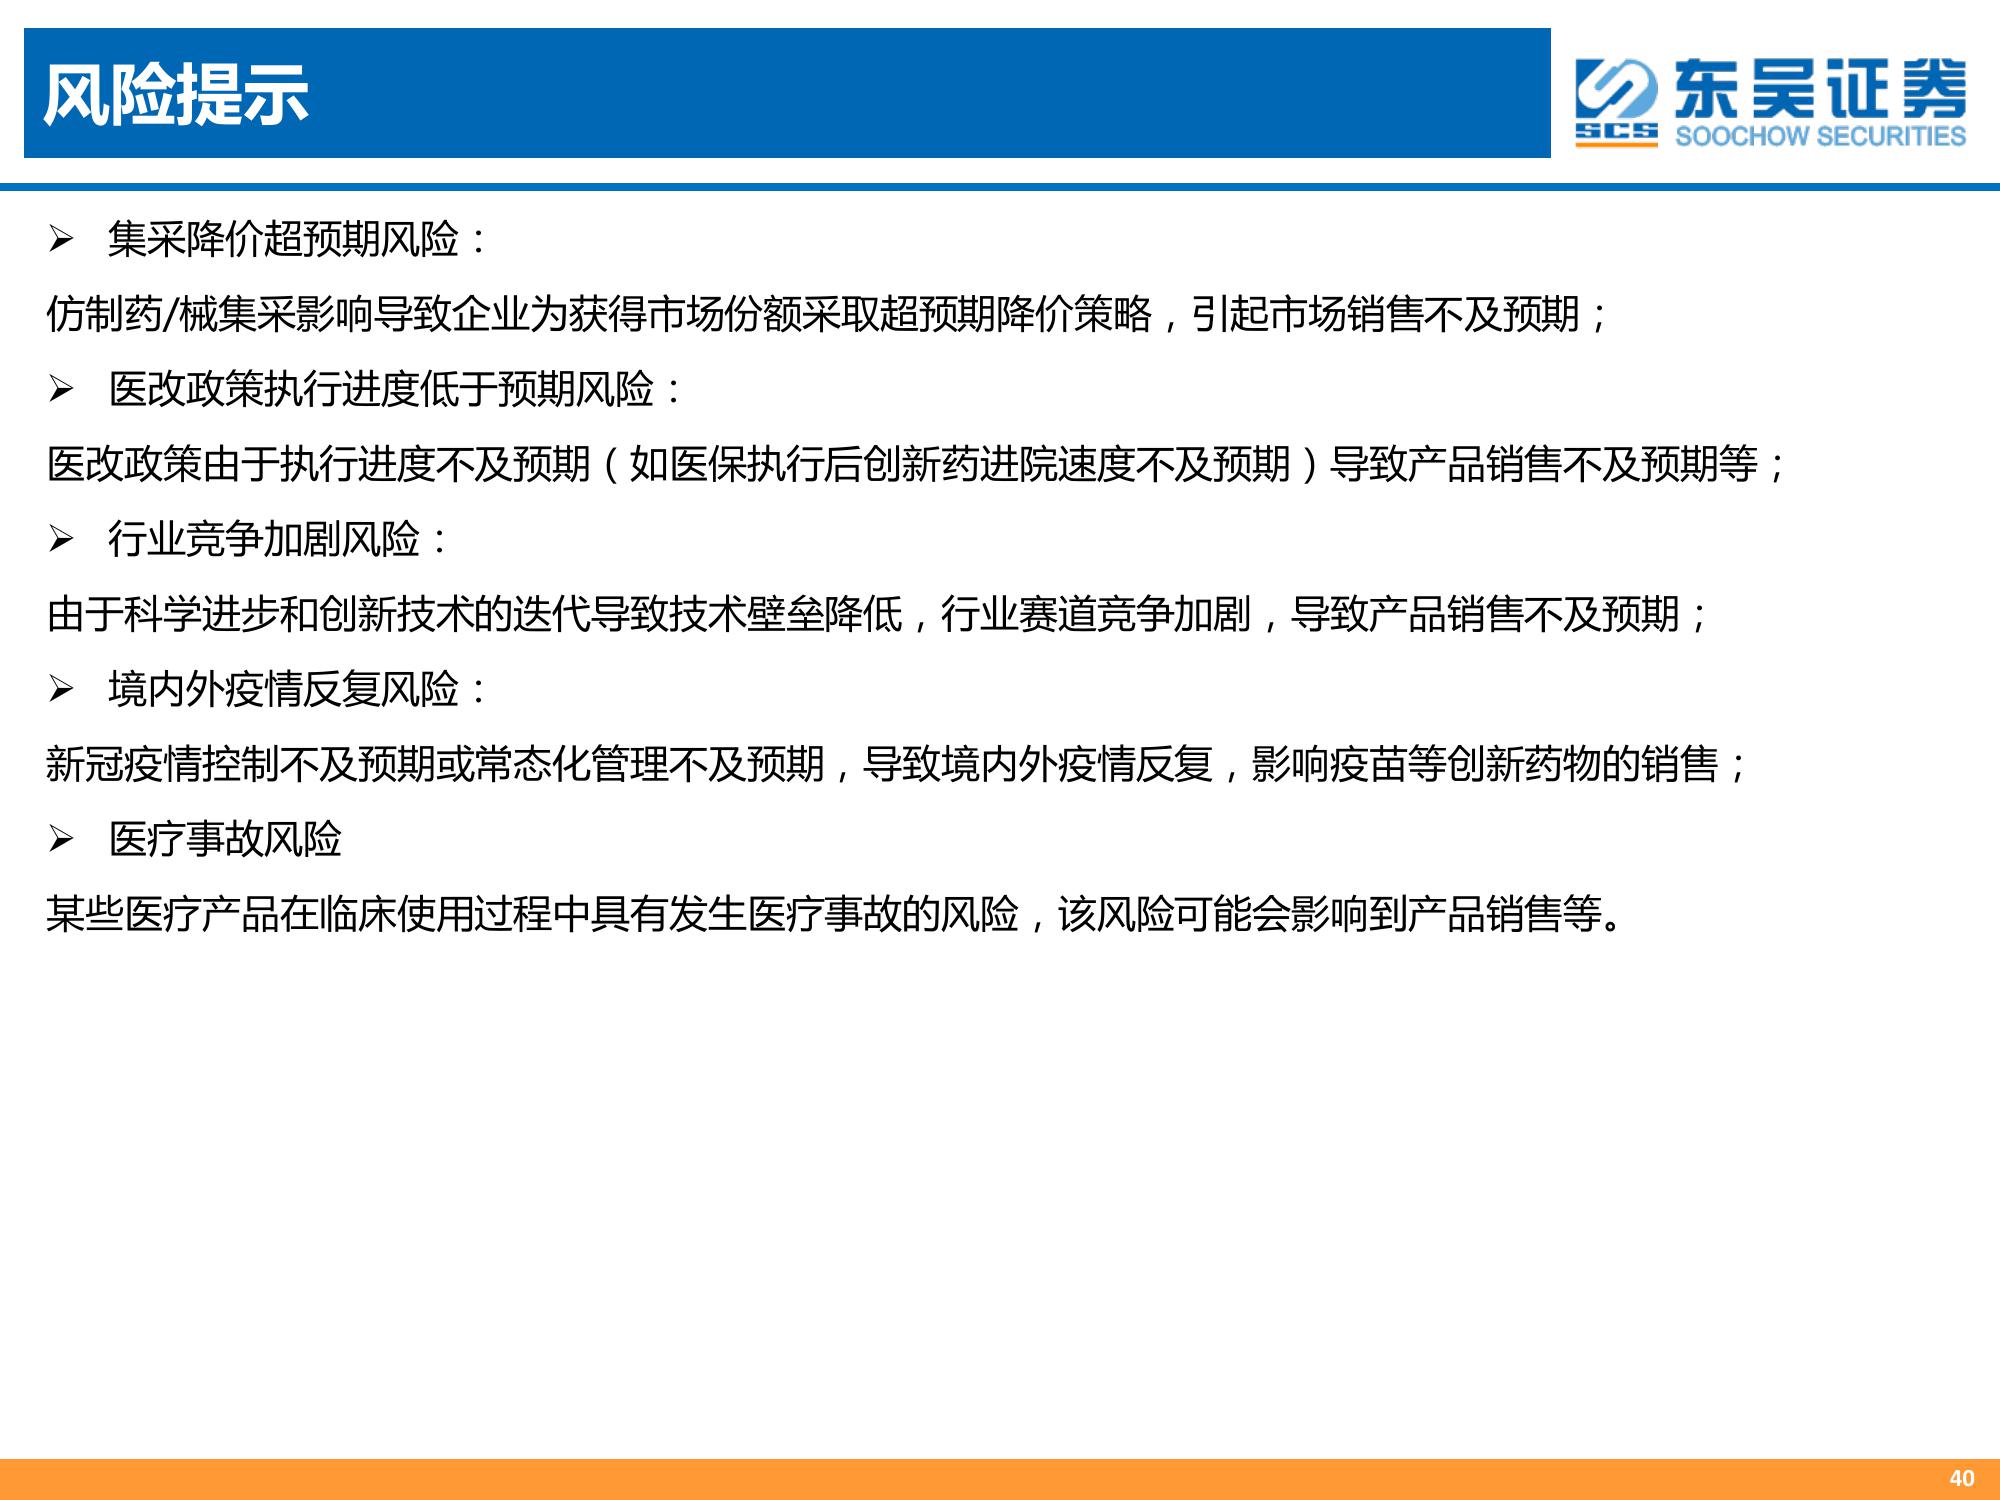 风险提示
SCS
东吴证券
SOOCHOW SECURITIES
➢ 集采降价超预期风险：
仿制药/械集采影响导致企业为获得市场份额采取超预期降价策略，引起市场销售不及预期；
➢ 医改政策执行进度低于预期风险：
医改政策由于执行进度不及预期（如医保执行后创新药进院速度不及预期）导致产品销售不及预期等；
➢ 行业竞争加剧风险：
由于科学进步和创新技术的迭代导致技术壁垒降低，行业赛道竞争加剧，导致产品销售不及预期；
➢ 境内外疫情反复风险：
新冠疫情控制不及预期或常态化管理不及预期，导致境内外疫情反复，影响疫苗等创新药物的销售；
➢ 医疗事故风险
某些医疗产品在临床使用过程中具有发生医疗事故的风险，该风险可能会影响到产品销售等。
40